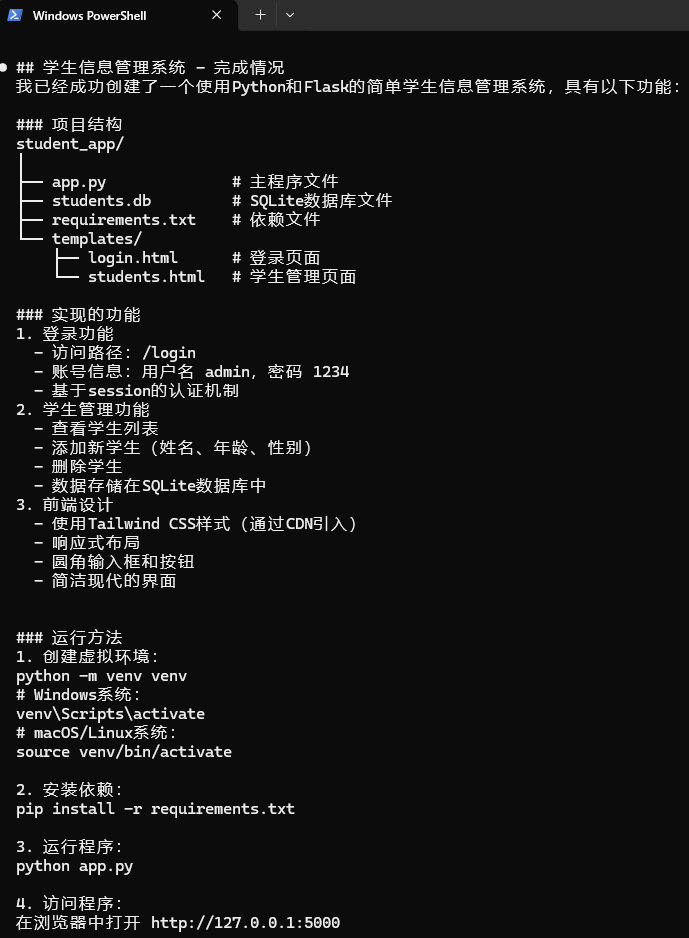 Windows PowerShell
## 学生信息管理系统 - 完成情况
我已经成功创建了一个使用Python和Flask的简单学生信息管理系统，具有以下功能：
### 项目结构
student_app/
├── app.py # 主程序文件
├── students.db # SQLite数据库文件
├── requirements.txt # 依赖文件
└── templates/
├── login.html # 登录页面
└── students.html # 学生管理页面
### 实现的功能
1. 登录功能
- 访问路径：/login
- 账号信息：用户名 admin，密码 1234
- 基于session的认证机制
2. 学生管理功能
- 查看学生列表
- 添加新学生（姓名、年龄、性别）
- 删除学生
- 数据存储在SQLite数据库中
3. 前端设计
- 使用Tailwind CSS样式（通过CDN引入）
- 响应式布局
- 圆角输入框和按钮
- 简洁现代的界面
### 运行方法
1. 创建虚拟环境：
python -m venv venv
# Windows系统：
venv\Scripts\activate
# macOS/Linux系统：
source venv/bin/activate
2. 安装依赖：
pip install -r requirements.txt
3. 运行程序：
python app.py
4. 访问程序：
在浏览器中打开 http://127.0.0.1:5000